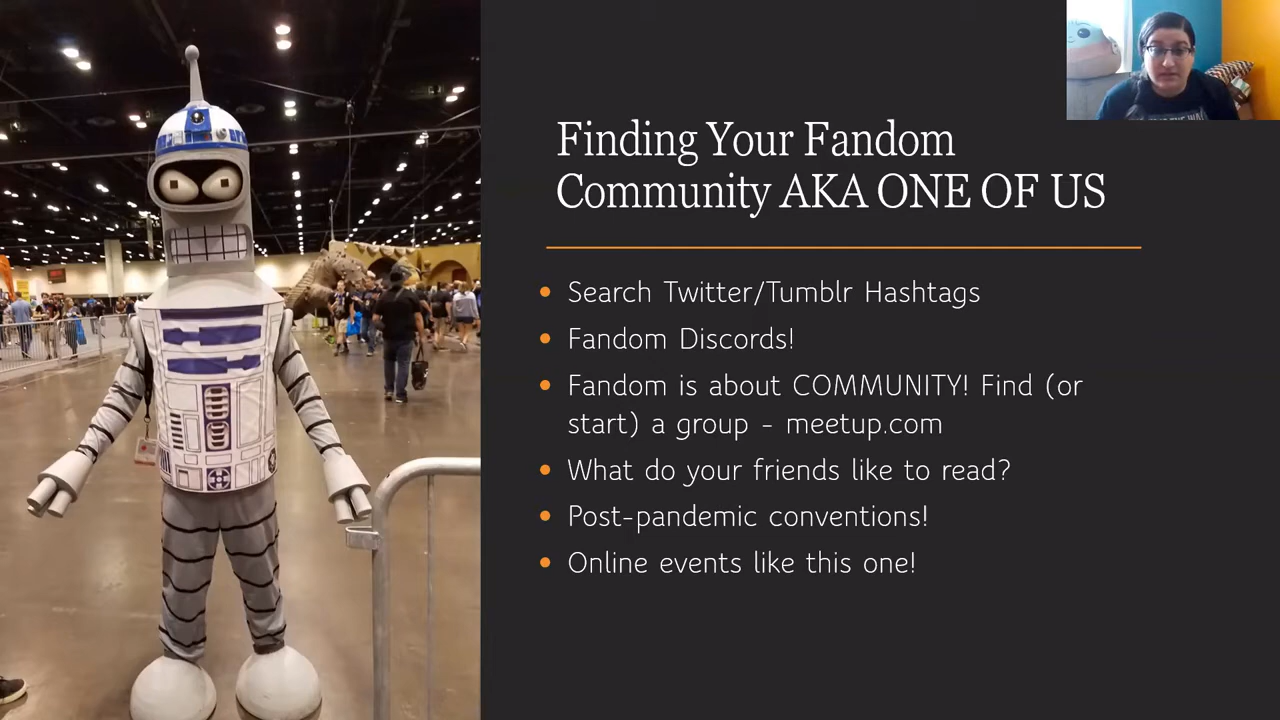 Finding Your Fandom
Community AKA ONE OF US
• Search Twitter/Tumblr Hashtags
• Fandom Discords!
• Fandom is about COMMUNITY! Find (or
start) a group - meetup.com
• What do your friends like to read?
• Post-pandemic conventions!
• Online events like this one!